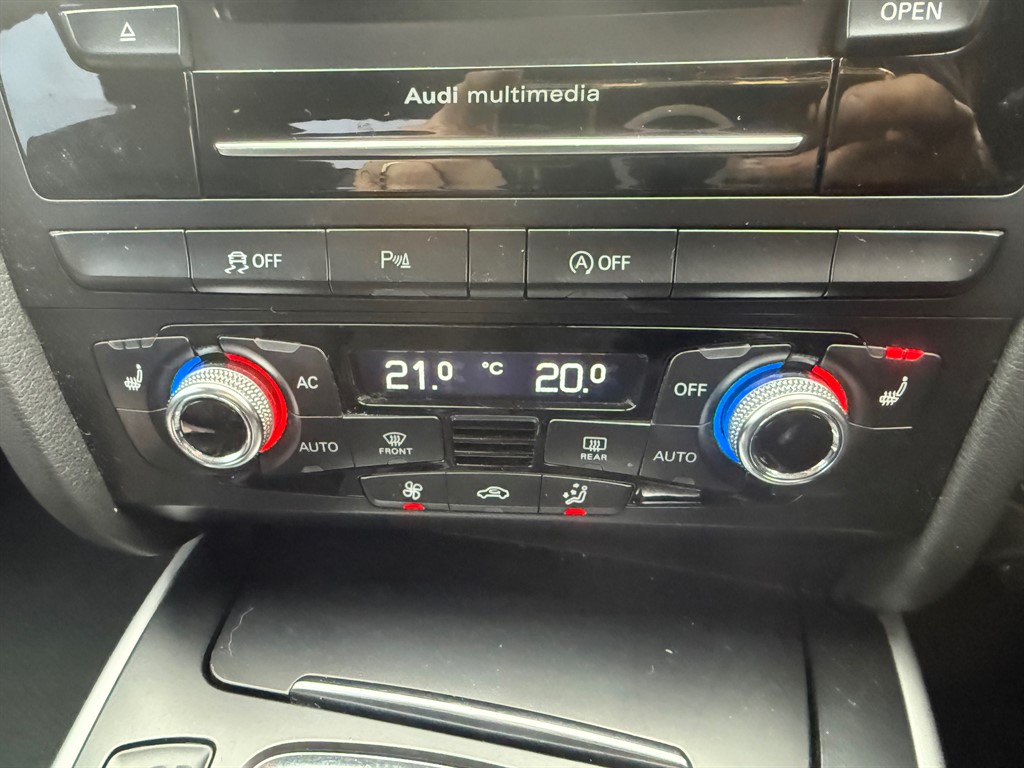 OPEN
Audi multimedia
OFF
P
A OFF
21.0 °C 20.0
AC
OFF
AUTO
FRONT
REAR
AUTO